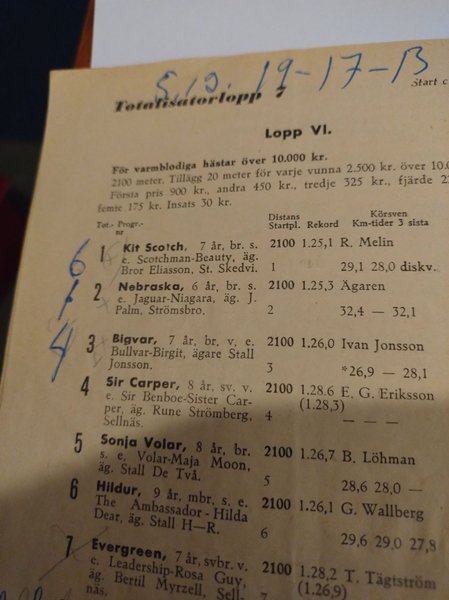 5, 10. 19-17-13
Totalisatorlopp 7
Start
Lopp VI.
För varmblodiga hästar över 10.000 kr.
2100 meter. Tillägg 20 meter för varje vunna 2.500 kr. över
Första pris 900 kr., andra 450 kr., tredje 325 kr., fjärde
femte 175 kr. Insats 30 kr.
Tot.- Progr.- nr
Distans Startpl. Rekord
Körsven Km-tider 3 sista
6 1 Kit Scotch, 7 år, br. s. 2100 1.25,1 R. Melin
e. Scotchman-Beauty, äg.
Bror Eliasson, St. Skedvi. 1 29,1 28,0 diskv.
1 2 Nebraska, 6 år, br. s. 2100 1.25,3 Ägaren
e. Jaguar-Niagara, äg. J.
Palm, Strömsbro. 2 32,4 — 32,1
4 3 Bigvar, 7 år, br. v, e. 2100 1.26,0 Ivan Jonsson
Bullvar-Birgit, ägare Stall
Jonsson. 3 *26,9 — 28,1
4 Sir Carper, 8 år, sv. v. 2100 1.28.6 E. G. Eriksson
e. Sir Benboe-Sister Car- (1.28,3)
per, äg. Rune Strömberg, 4 — — —
Sellnäs.
5 Sonja Volar, 8 år, br. 2100 1.26,7 B. Löhman
s. e. Volar-Maja Moon,
äg. Stall De Två. 5 28,6 28,0 —
6 Hildur, 9 år, mbr. s. e. 2100 1.26,1 G. Wallberg
The Ambassador - Hilda
Dear, äg. Stall H—R. 6 29,6 29,0 27,8
7 Evergreen, 7 år, svbr. v. 2100 1.28,2 T. Tägtström
e. Leadership-Rosa Guy, (1.26,9)
äg. Bertil Myrzell, Sell- 7
näs.